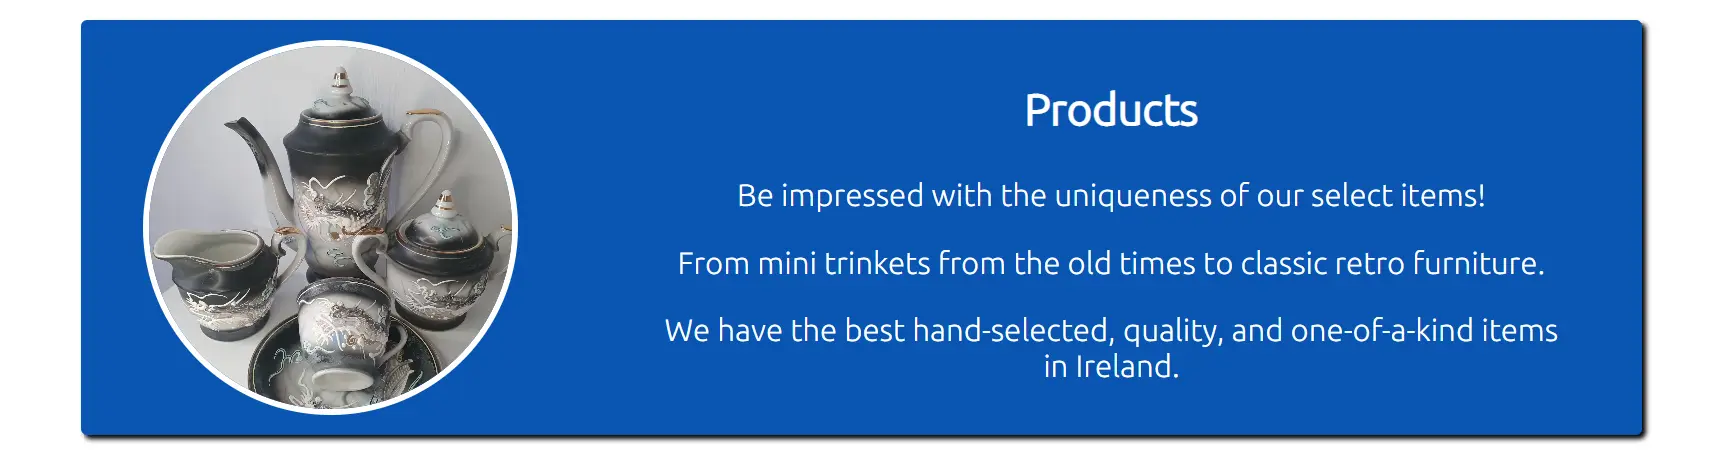 Products
Be impressed with the uniqueness of our select items!
From mini trinkets from the old times to classic retro furniture.
We have the best hand-selected, quality, and one-of-a-kind items
in Ireland.